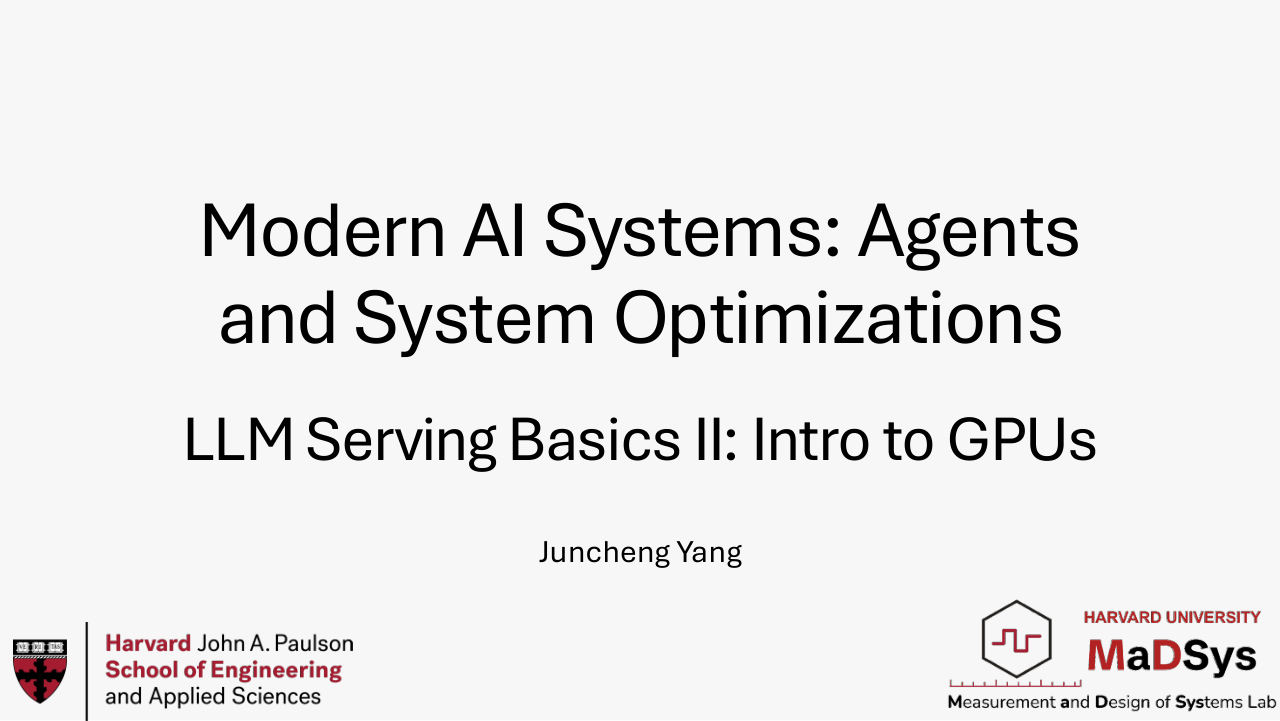 Modern AI Systems: Agents
and System Optimizations
LLM Serving Basics II: Intro to GPUs
Juncheng Yang
Harvard John A. Paulson
School of Engineering
and Applied Sciences
HARVARD UNIVERSITY
MaDSys
Measurement and Design of Systems Lab